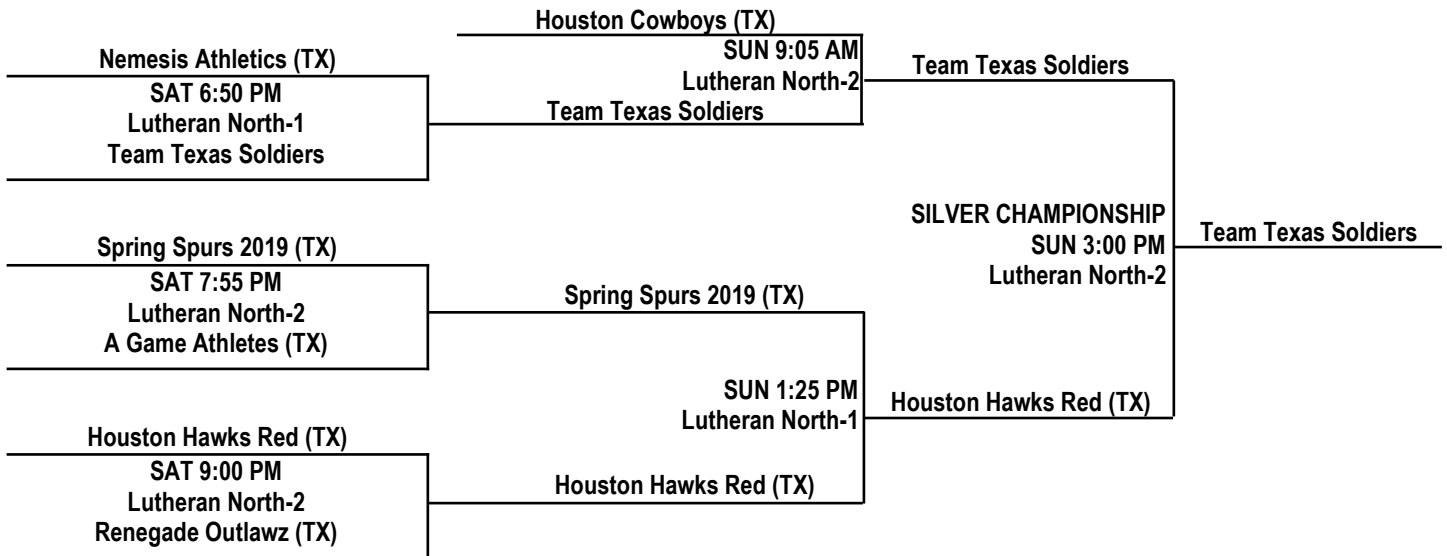 Houston Cowboys (TX)
Nemesis Athletics (TX)
SUN 9:05 AM
Lutheran North-2
Team Texas Soldiers
SAT 6:50 PM
Lutheran North-1
Team Texas Soldiers
Team Texas Soldiers
SILVER CHAMPIONSHIP
SUN 3:00 PM
Lutheran North-2
Team Texas Soldiers
Spring Spurs 2019 (TX)
SAT 7:55 PM
Lutheran North-2
A Game Athletes (TX)
Spring Spurs 2019 (TX)
SUN 1:25 PM
Lutheran North-1
Houston Hawks Red (TX)
Houston Hawks Red (TX)
SAT 9:00 PM
Lutheran North-2
Renegade Outlawz (TX)
Houston Hawks Red (TX)